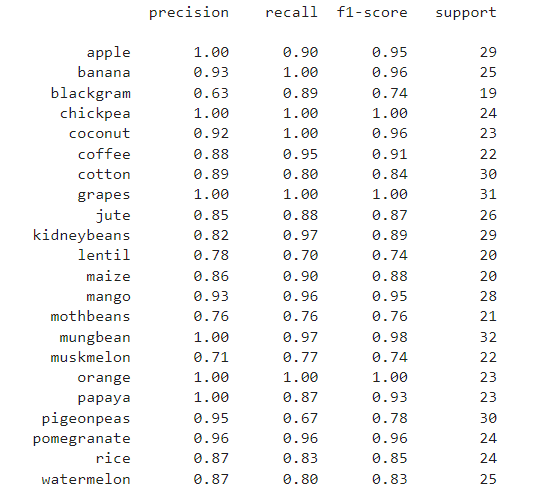 precision recall f1-score support
apple 1.00 0.90 0.95 29
banana 0.93 1.00 0.96 25
blackgram 0.63 0.89 0.74 19
chickpea 1.00 1.00 1.00 24
coconut 0.92 1.00 0.96 23
coffee 0.88 0.95 0.91 22
cotton 0.89 0.80 0.84 30
grapes 1.00 1.00 1.00 31
jute 0.85 0.88 0.87 26
kidneybeans 0.82 0.97 0.89 29
lentil 0.78 0.70 0.74 20
maize 0.86 0.90 0.88 20
mango 0.93 0.96 0.95 28
mothbeans 0.76 0.76 0.76 21
mungbean 1.00 0.97 0.98 32
muskmelon 0.71 0.77 0.74 22
orange 1.00 1.00 1.00 23
papaya 1.00 0.87 0.93 23
pigeonpeas 0.95 0.67 0.78 30
pomegranate 0.96 0.96 0.96 24
rice 0.87 0.83 0.85 24
watermelon 0.87 0.80 0.83 25